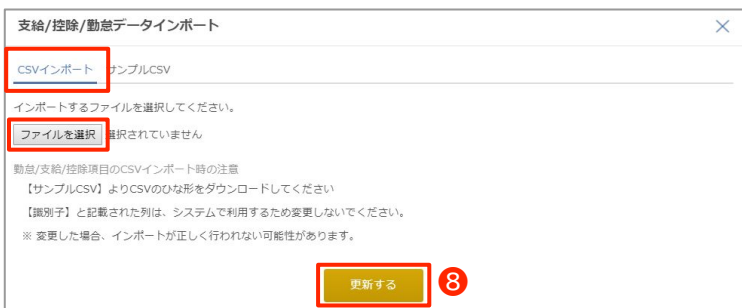 支給/控除/勤怠データインポート
CSVインポート サンプルCSV
インポートするファイルを選択してください。
ファイルを選択 選択されていません
勤怠/支給/控除項目のCSVインポート時の注意
【サンプルCSV】よりCSVのひな形をダウンロードしてください
【識別子】と記載された列は、システムで利用するため変更しないでください。
※ 変更した場合、インポートが正しく行われない可能性があります。
更新する 8